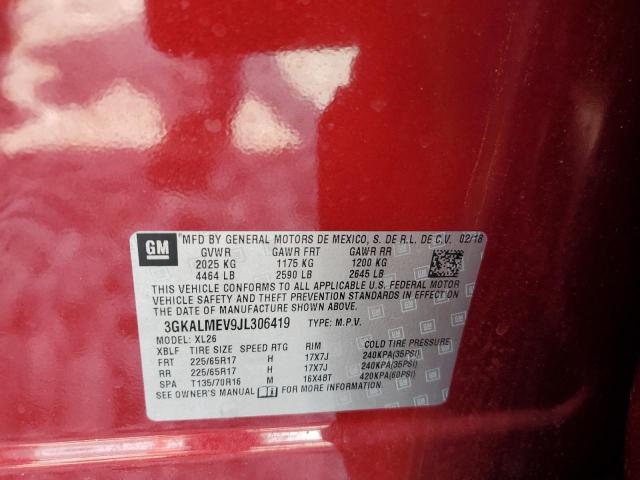 GM
MFD BY GENERAL MOTORS DE MEXICO, S. DE R.L. DE C.V. 02/18
GVWR GAWR FRT GAWR RR
2025 KG 1175 KG 1200 KG
4464 LB 2590 LB 2645 LB
THIS VEHICLE CONFORMS TO ALL APPLICABLE U.S. FEDERAL MOTOR
VEHICLE SAFETY AND THEFT PREVENTION STANDARDS IN EFFECT ON
THE DATE OF MANUFACTURE SHOWN ABOVE.
3GKALMEV9JL306419 TYPE: M.P.V.
MODEL: XL26
XBLF TIRE SIZE SPEED RTG RIM COLD TIRE PRESSURE
FRT 225/65R17 H 17X7J 240KPA(35PSI)
RR 225/65R17 H 17X7J 240KPA(35PSI)
SPA T135/70R16 M 16X4BT 420KPA(60PSI)
SEE OWNER'S MANUAL FOR MORE INFORMATION.